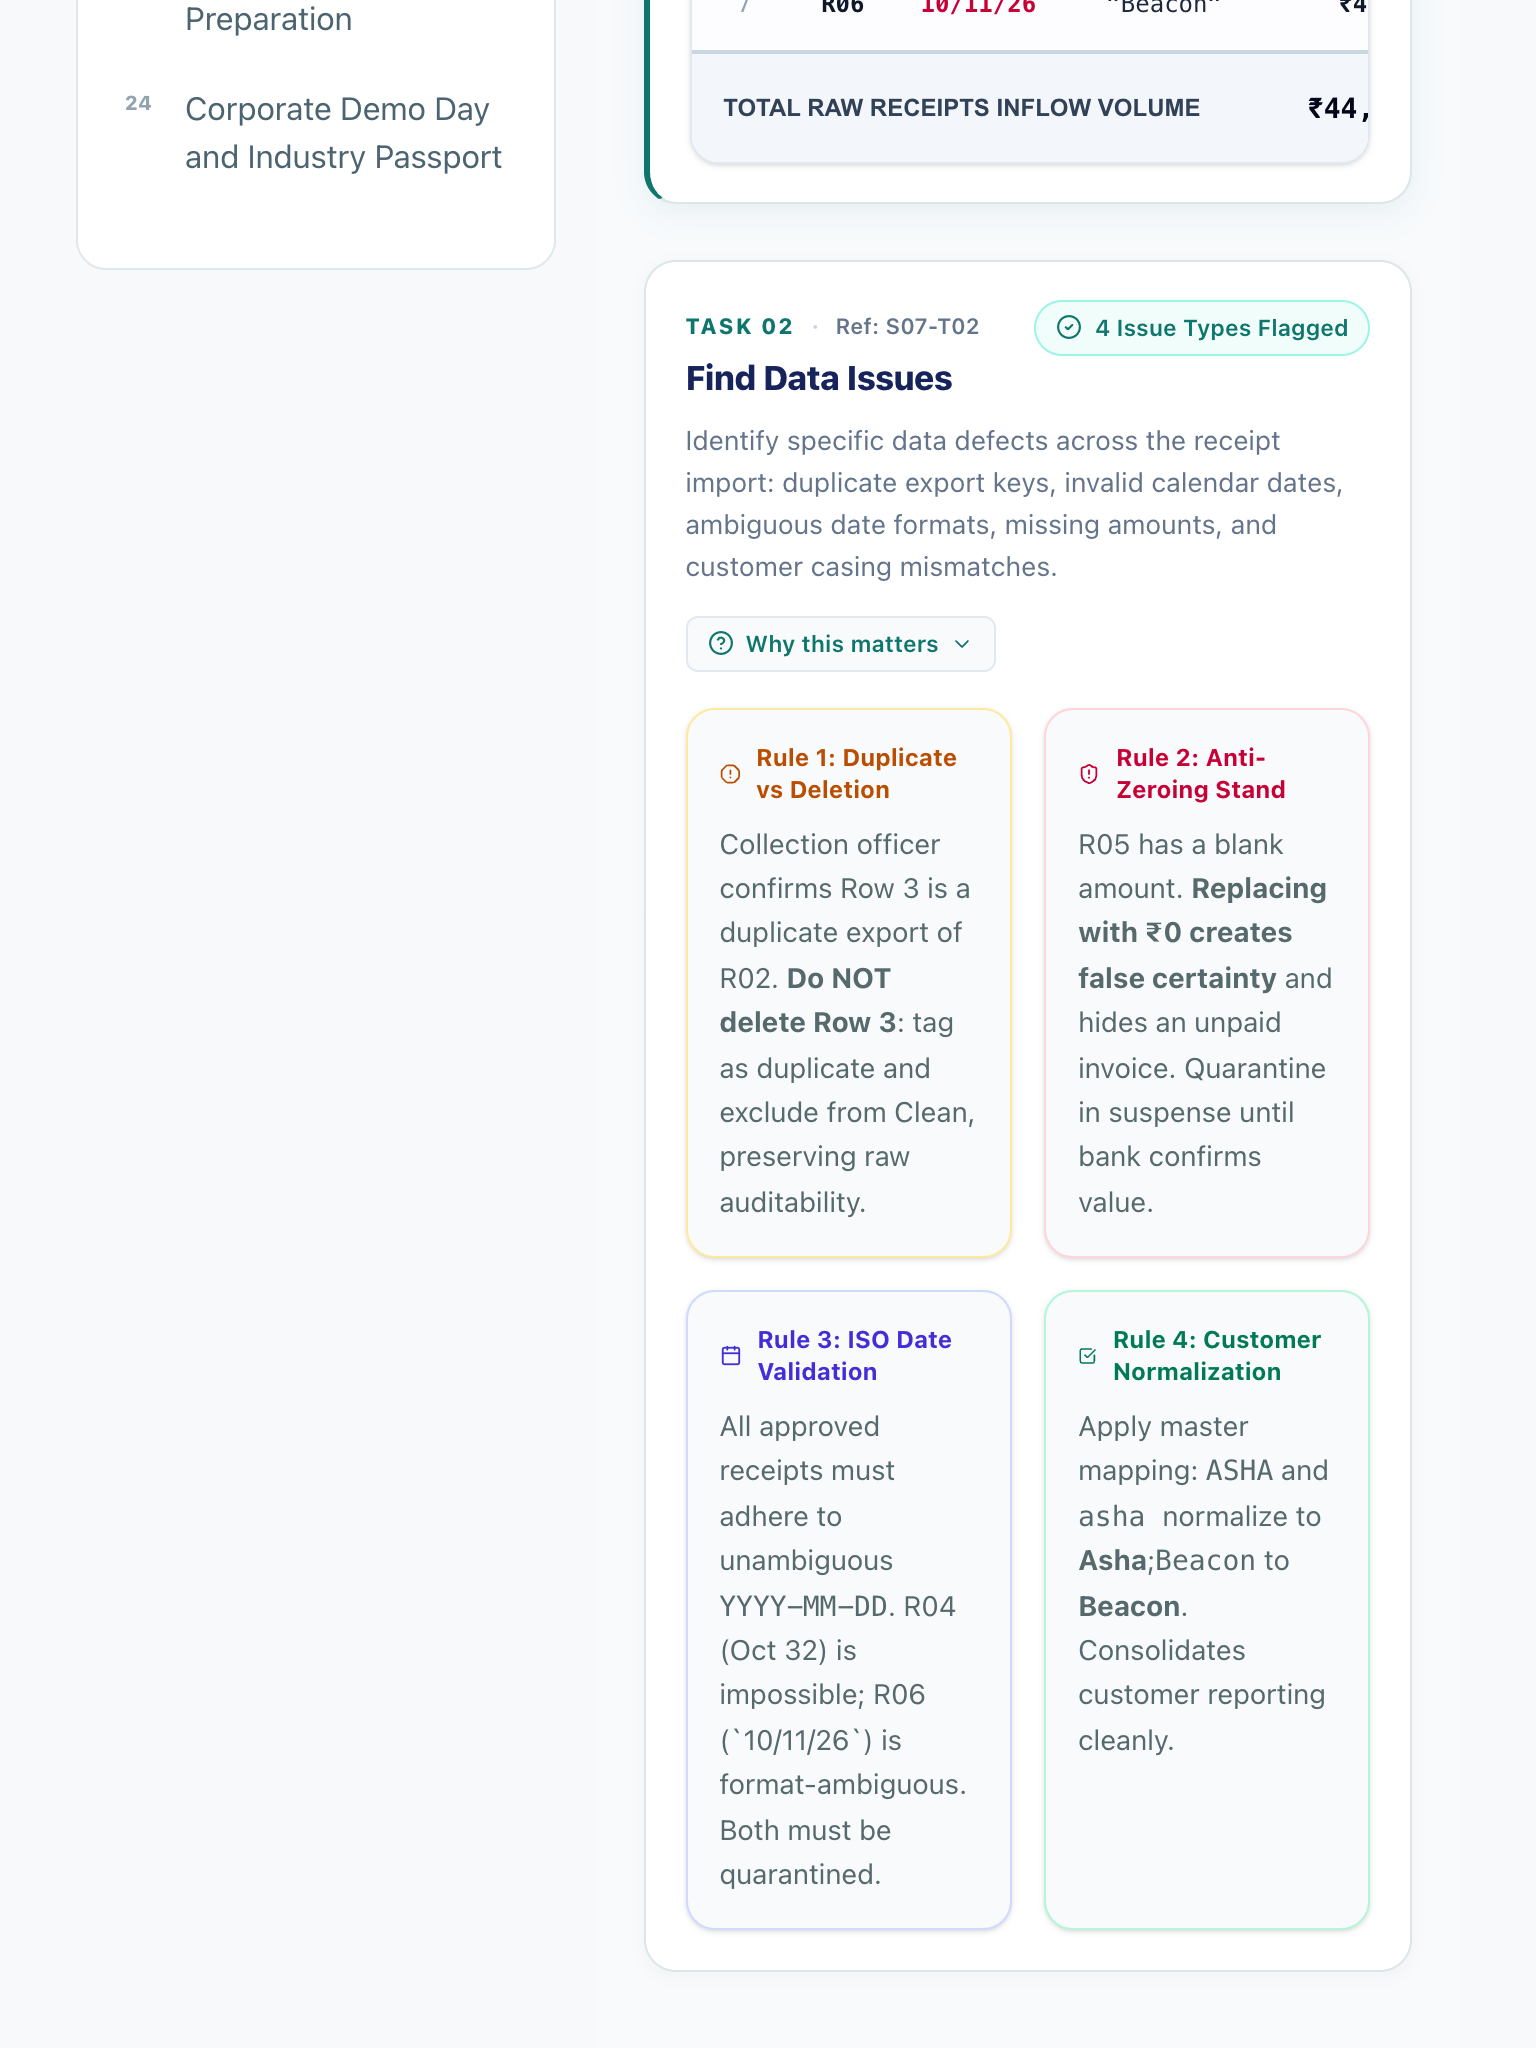 Preparation
24
Corporate Demo Day
and Industry Passport
7 R06 10/11/26 "Beacon" ₹4
TOTAL RAW RECEIPTS INFLOW VOLUME ₹44,
TASK 02 · Ref: S07-T02
4 Issue Types Flagged
Find Data Issues
Identify specific data defects across the receipt
import: duplicate export keys, invalid calendar dates,
ambiguous date formats, missing amounts, and
customer casing mismatches.
Why this matters
Rule 1: Duplicate
vs Deletion
Collection officer
confirms Row 3 is a
duplicate export of
R02. Do NOT
delete Row 3: tag
as duplicate and
exclude from Clean,
preserving raw
auditability.
Rule 2: Anti-
Zeroing Stand
R05 has a blank
amount. Replacing
with ₹0 creates
false certainty and
hides an unpaid
invoice. Quarantine
in suspense until
bank confirms
value.
Rule 3: ISO Date
Validation
All approved
receipts must
adhere to
unambiguous
YYYY-MM-DD. R04
(Oct 32) is
impossible; R06
(`10/11/26`) is
format-ambiguous.
Both must be
quarantined.
Rule 4: Customer
Normalization
Apply master
mapping: ASHA and
asha normalize to
Asha;Beacon to
Beacon.
Consolidates
customer reporting
cleanly.